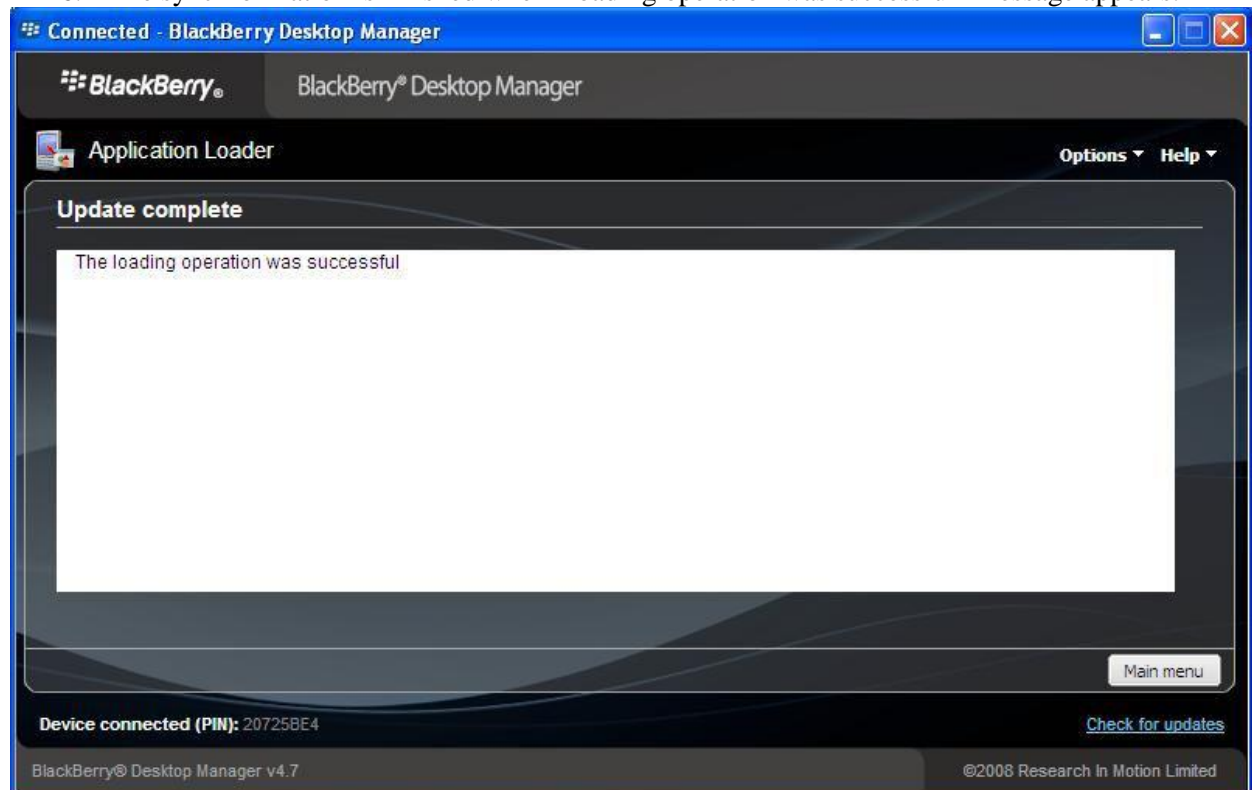 Connected - BlackBerry Desktop Manager
BlackBerry® BlackBerry® Desktop Manager
Application Loader Options Help
Update complete
The loading operation was successful
Main menu
Device connected (PIN): 20725BE4 Check for updates
BlackBerry® Desktop Manager v4.7 ©2008 Research In Motion Limited